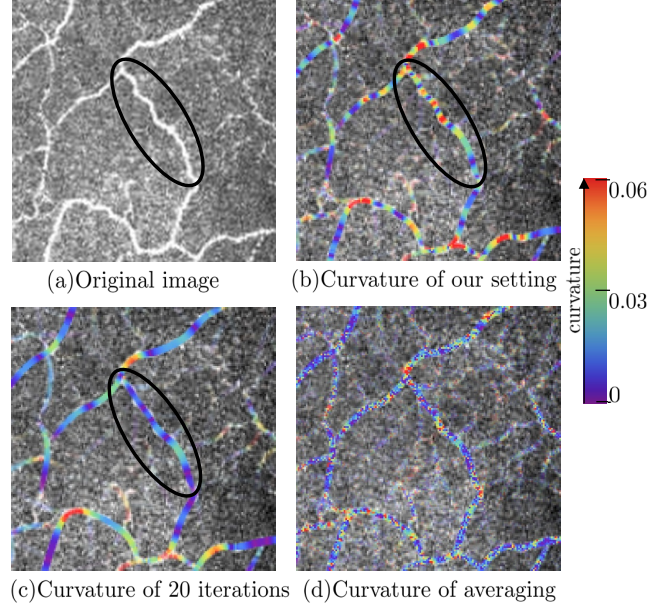 (a)Original image
(b)Curvature of our setting
0.06
0.03
0
curvature
(c)Curvature of 20 iterations
(d)Curvature of averaging